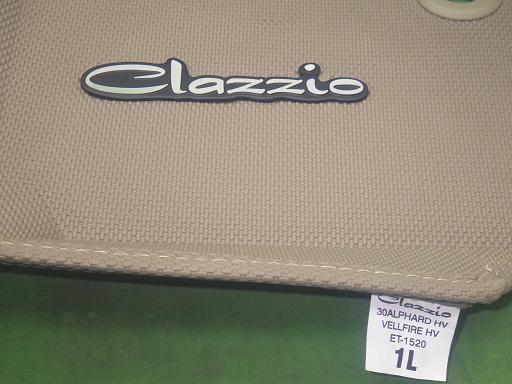 Clazzio
Clazzio
30ALPHARD HV
VELLFIRE HV
ET-1520
1L